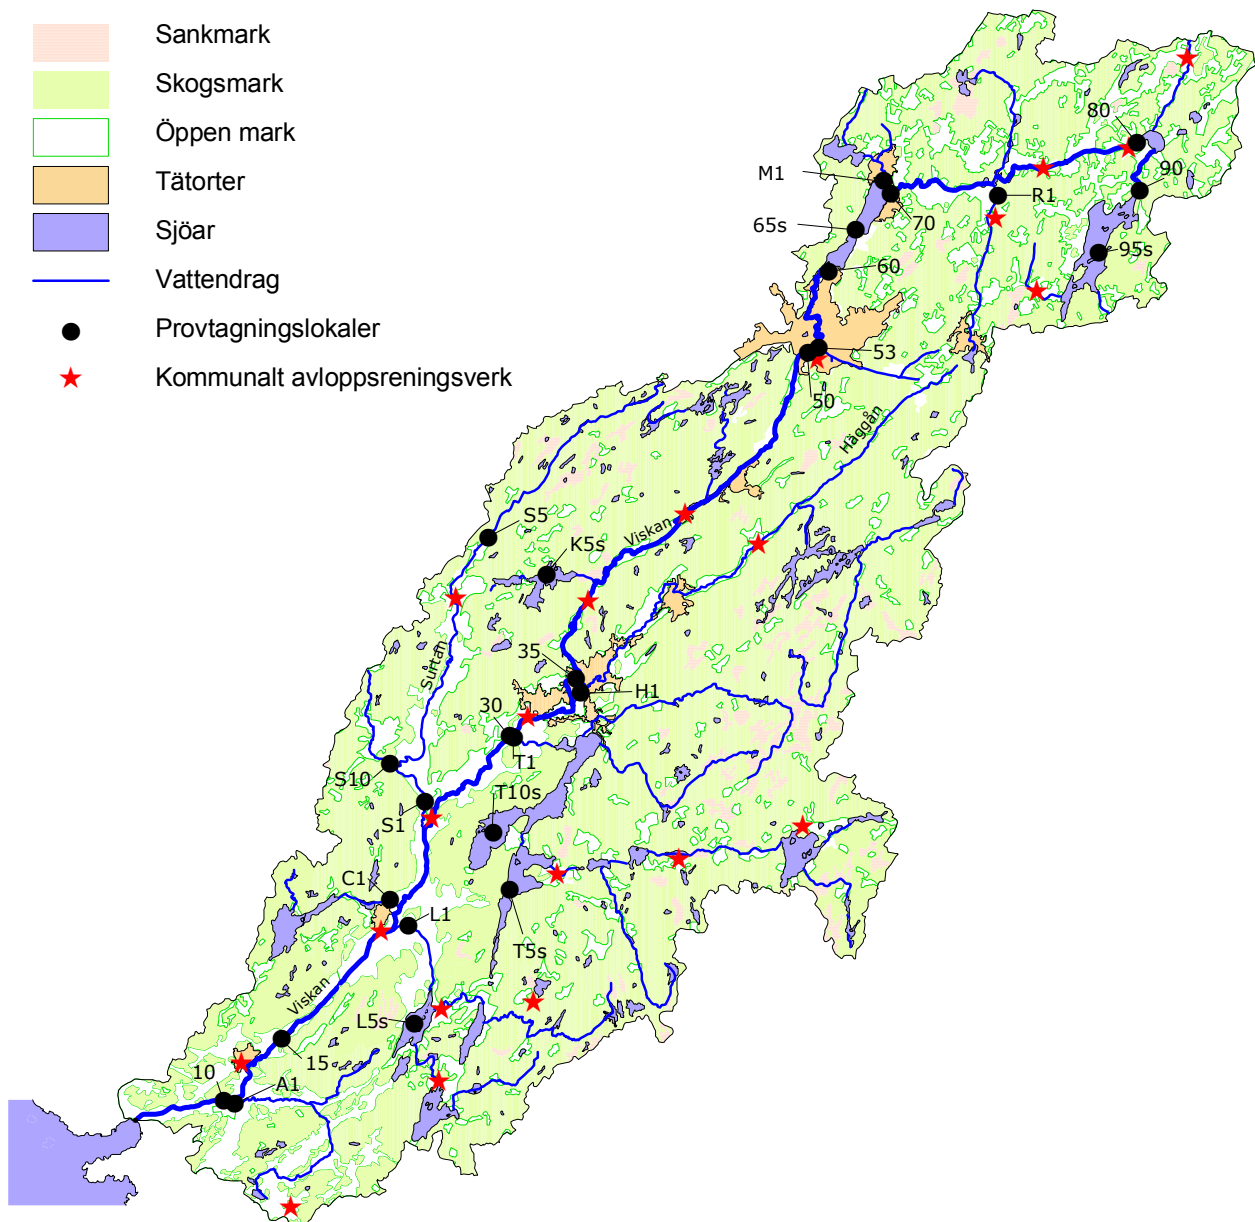 Sankmark
Skogsmark
Öppen mark
Tätorter
Sjöar
Vattendrag
Provtagningslokaler
Kommunalt avloppsreningsverk
80
90
M1
R1
70
65s
95s
60
53
50
Häggån
S5
Viskan
K5s
Surtan
35
H1
30
T1
S10
T10s
S1
C1
L1
T5s
Viskan
L5s
15
10
A1